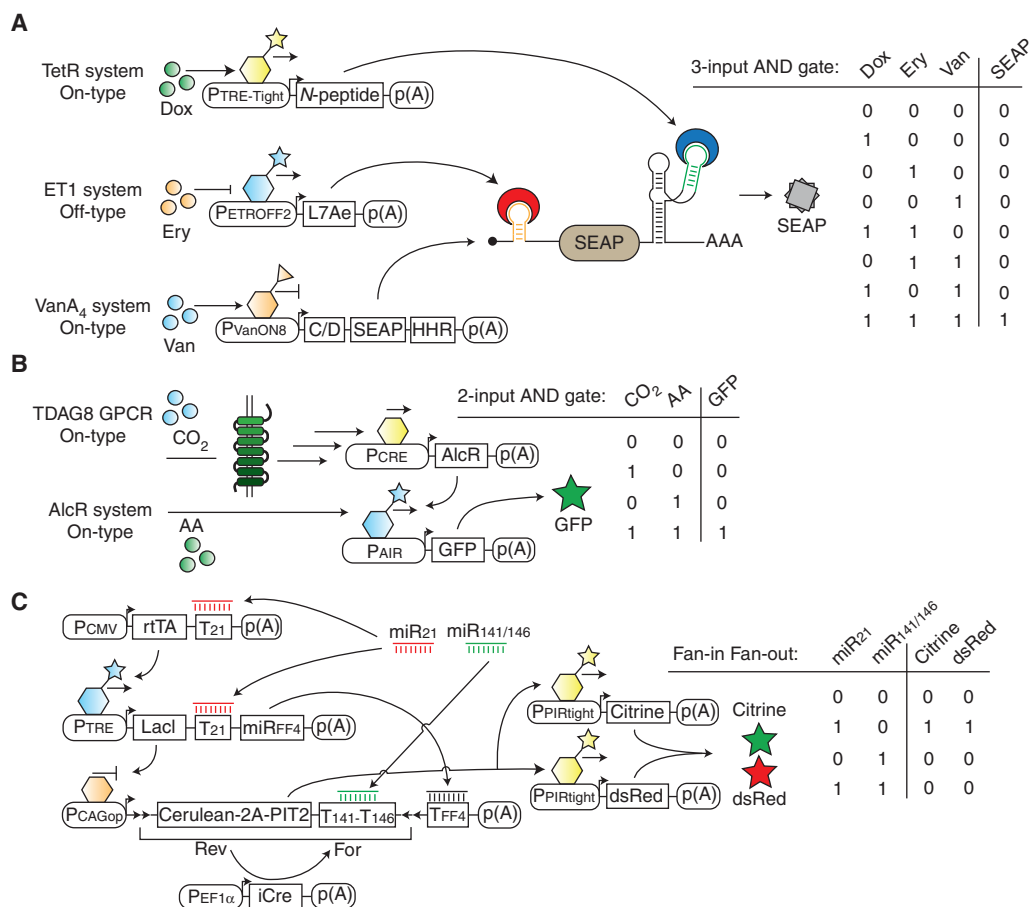 A
TetR system
On-type
Dox
PTRE-Tight N-peptide p(A)
ET1 system
Off-type
Ery
PETROFF2 L7Ae p(A)
VanA4 system
On-type
Van
PVanON8 C/D SEAP HHR p(A)
SEAP AAA
SEAP
3-input AND gate: Dox Ery Van SEAP
0 0 0 0
1 0 0 0
0 1 0 0
0 0 1 0
1 1 0 0
0 1 1 0
1 0 1 0
1 1 1 1
B
TDAG8 GPCR
On-type
CO2
PCRE AlcR p(A)
AlcR system
On-type
AA
PAIR GFP p(A)
GFP
2-input AND gate: CO2 AA GFP
0 0 0
1 0 0
0 1 0
1 1 1
C
PCMV rtTA T21 p(A)
miR21 miR141/146
PTRE LacI T21 miRFF4 p(A)
PCAGop Cerulean-2A-PIT2 T141-T146 TFF4 p(A)
Rev For
PEF1α iCre p(A)
PPIRtight Citrine p(A)
PPIRtight dsRed p(A)
Citrine
dsRed
Fan-in Fan-out: miR21 miR141/146 Citrine dsRed
0 0 0 0
1 0 1 1
0 1 0 0
1 1 0 0